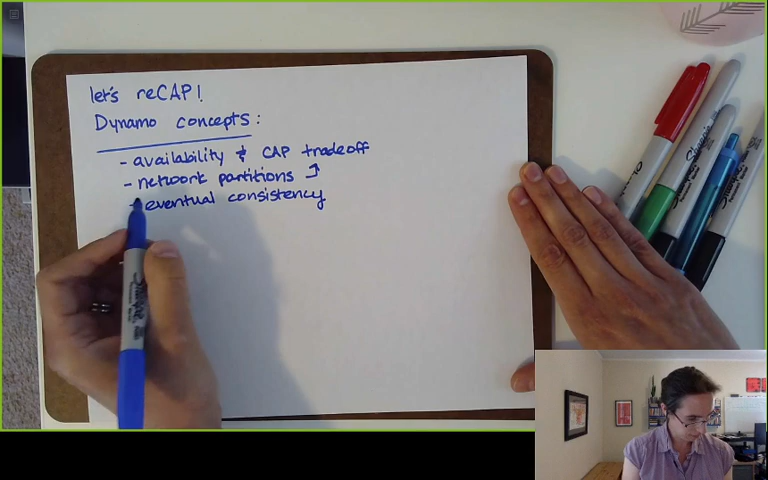 let's reCAP!
Dynamo concepts:
- availability & CAP tradeoff
- network partitions
- eventual consistency